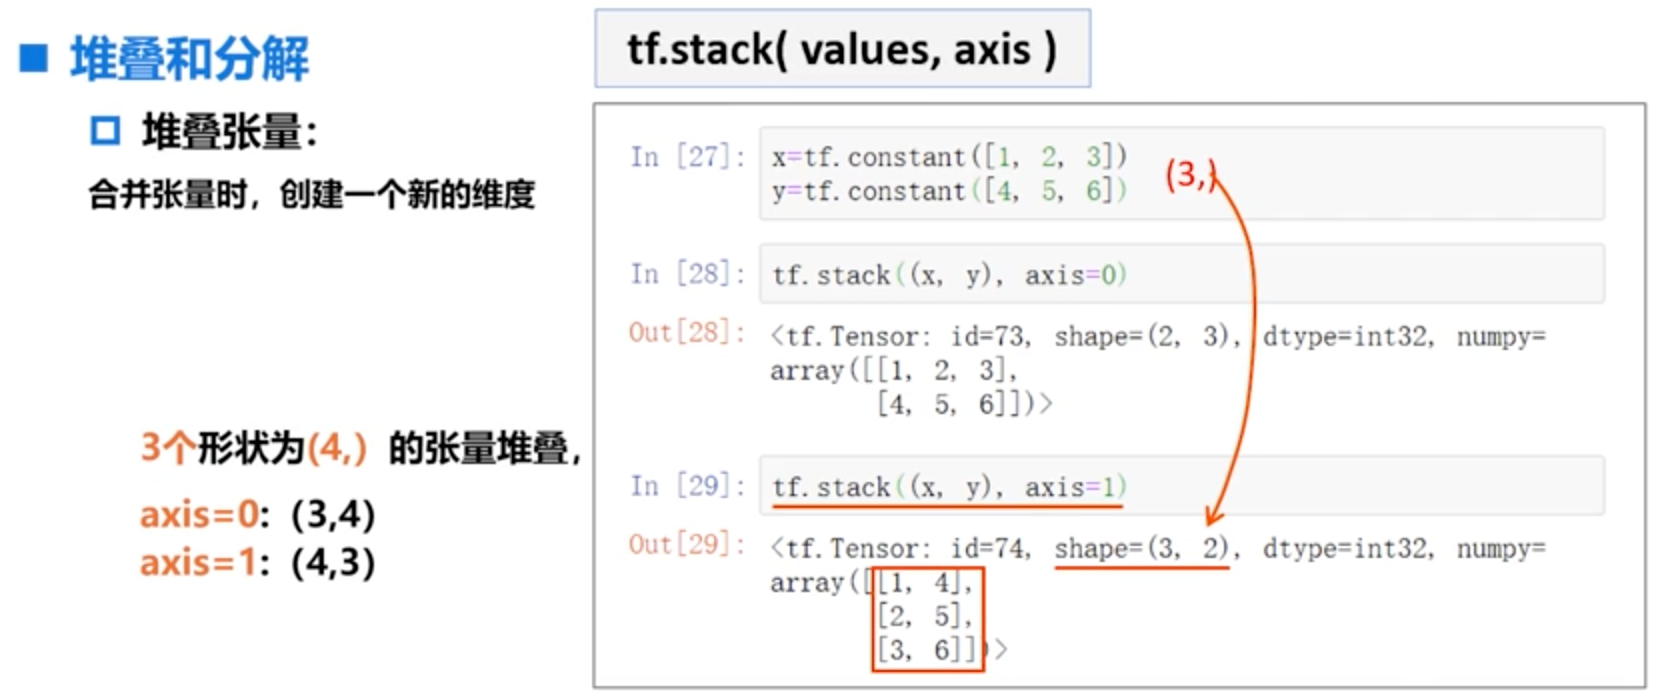 堆叠和分解
堆叠张量：
合并张量时，创建一个新的维度
3个形状为(4,) 的张量堆叠，
axis=0: (3,4)
axis=1: (4,3)
tf.stack( values, axis )
In [27]: x=tf.constant([1, 2, 3])
y=tf.constant([4, 5, 6])
(3,)
In [28]: tf.stack((x, y), axis=0)
Out[28]: <tf.Tensor: id=73, shape=(2, 3), dtype=int32, numpy=
array([[1, 2, 3],
[4, 5, 6]])>
In [29]: tf.stack((x, y), axis=1)
Out[29]: <tf.Tensor: id=74, shape=(3, 2), dtype=int32, numpy=
array([[1, 4],
[2, 5],
[3, 6]])>